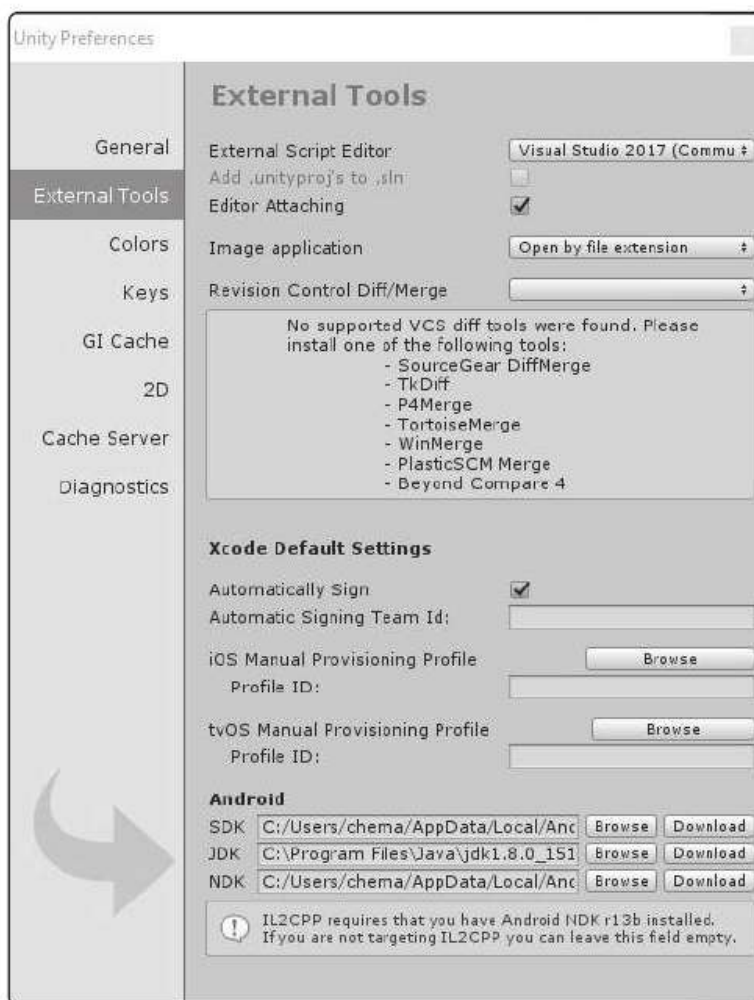 Unity Preferences
External Tools
General
External Tools
Colors
Keys
GI Cache
2D
Cache Server
Diagnostics
External Script Editor
Visual Studio 2017 (Commu
Add .unityproj's to .sln
Editor Attaching
Image application
Open by file extension
Revision Control Diff/Merge
No supported VCS diff tools were found. Please
install one of the following tools:
- SourceGear DiffMerge
- TkDiff
- P4Merge
- TortoiseMerge
- WinMerge
- PlasticSCM Merge
- Beyond Compare 4
Xcode Default Settings
Automatically Sign
Automatic Signing Team Id:
iOS Manual Provisioning Profile Browse
Profile ID:
tvOS Manual Provisioning Profile Browse
Profile ID:
Android
SDK C:/Users/chema/AppData/Local/Anc Browse Download
JDK C:\Program Files\Java\jdk1.8.0_151 Browse Download
NDK C:/Users/chema/AppData/Local/Anc Browse Download
IL2CPP requires that you have Android NDK r13b installed.
If you are not targeting IL2CPP you can leave this field empty.